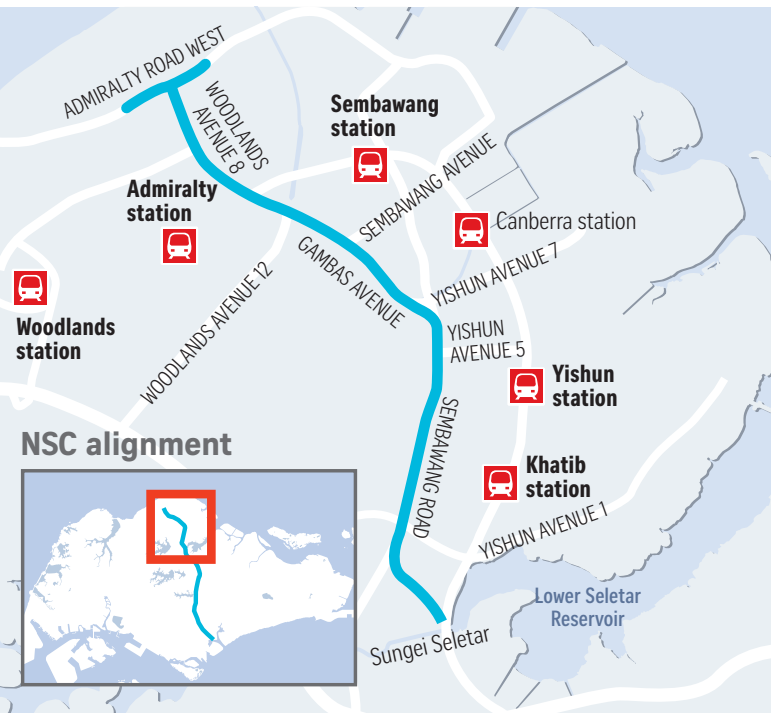 ADMIRALTY ROAD WEST
WOODLANDS
AVENUE 8
Sembawang
station
SEMBAWANG AVENUE
Admiralty
station
Canberra station
GAMBAS AVENUE
YISHUN AVENUE 7
WOODLANDS AVENUE 12
Woodlands
station
YISHUN
AVENUE 5
Yishun
station
SEMBAWANG ROAD
NSC alignment
Khatib
station
YISHUN AVENUE 1
Lower Seletar
Reservoir
Sungei Seletar